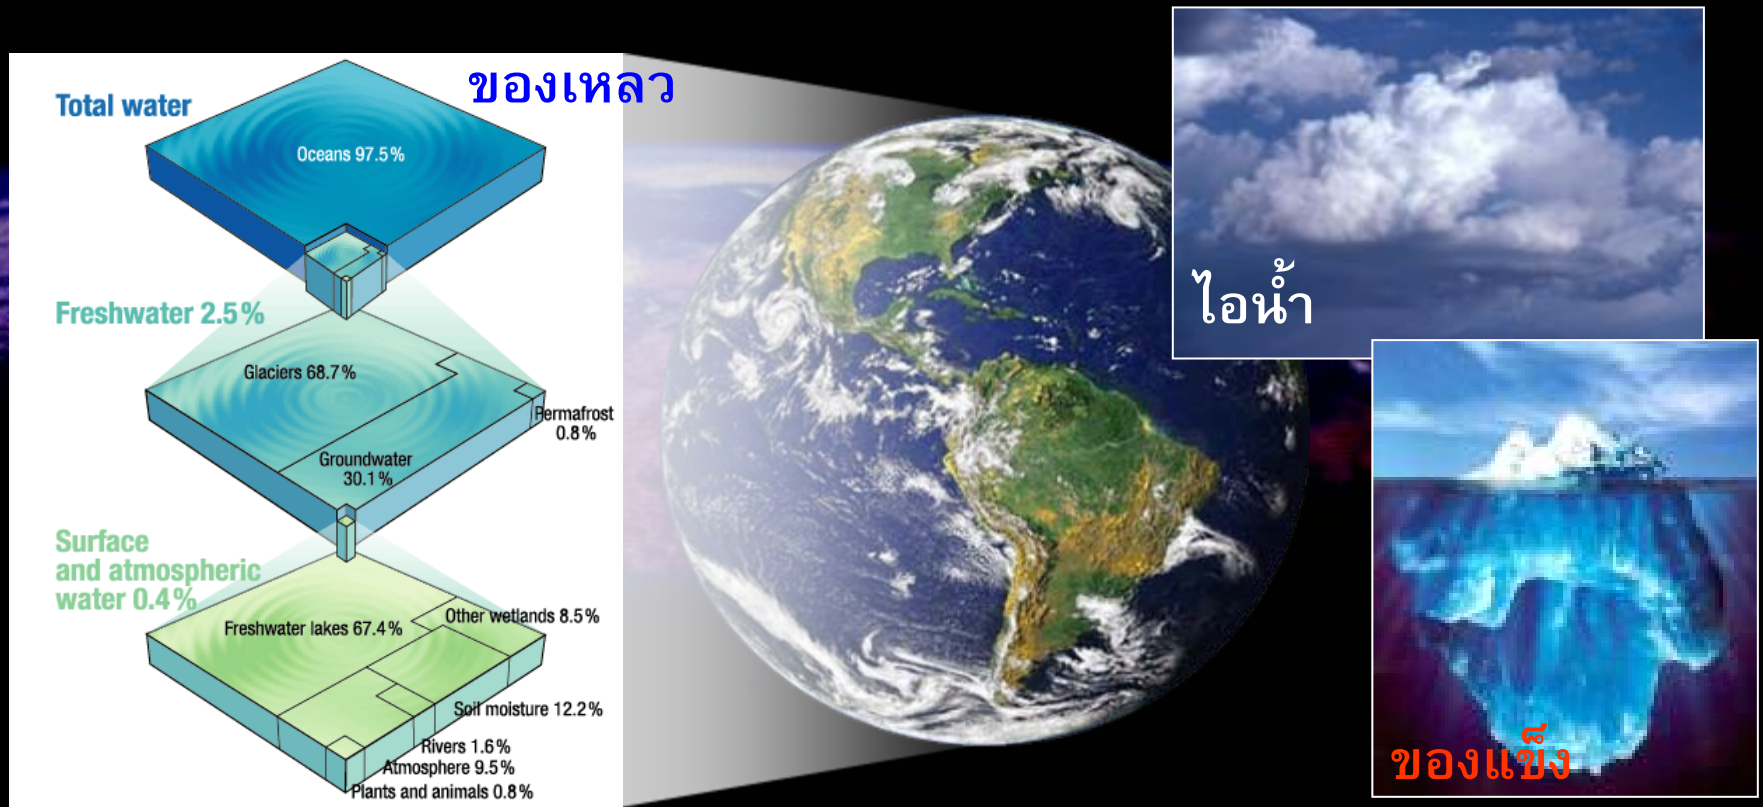 ของเหลว
Total water
Oceans 97.5%
Freshwater 2.5%
Glaciers 68.7%
Permafrost
0.8%
Groundwater
30.1%
Surface
and atmospheric
water 0.4%
Other wetlands 8.5%
Freshwater lakes 67.4%
Soil moisture 12.2%
Rivers 1.6%
Atmosphere 9.5%
Plants and animals 0.8%
ไอน้ำ
ของแข็ง